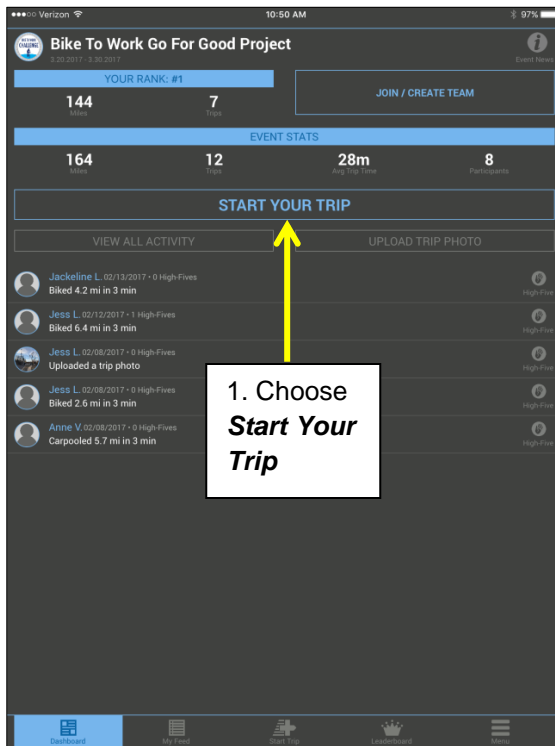 Verizon 10:50 AM 97%
Bike To Work Go For Good Project
3.20.2017 - 3.30.2017
Event News
YOUR RANK: #1
144 7
Miles Trips
JOIN / CREATE TEAM
EVENT STATS
164 12 28m 8
Miles Trips Avg Trip Time Participants
START YOUR TRIP
VIEW ALL ACTIVITY UPLOAD TRIP PHOTO
Jackeline L. 02/13/2017 • 0 High-Fives
Biked 4.2 mi in 3 min
High-Five
Jess L. 02/12/2017 • 1 High-Fives
Biked 6.4 mi in 3 min
High-Five
Jess L. 02/08/2017 • 0 High-Fives
Uploaded a trip photo
High-Five
Jess L. 02/08/2017 • 0 High-Fives
Biked 2.6 mi in 3 min
High-Five
Anne V. 02/08/2017 • 0 High-Fives
Carpooled 5.7 mi in 3 min
High-Five
1. Choose
Start Your
Trip
Dashboard My Feed Start Trip Leaderboard Menu